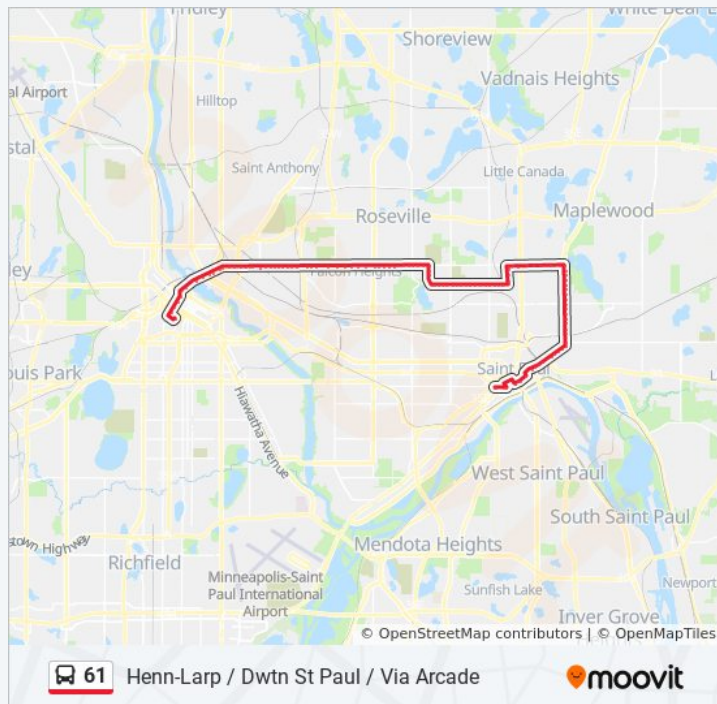 Fridley
White Bear L
Shoreview
Vadnais Heights
al Airport
Hilltop
stal
Saint Anthony
Little Canada
Roseville
Maplewood
ley
Falcon Heights
ouis Park
Saint Paul
Hiawatha Avenue
L
West Saint Paul
South Saint Paul
stown Highway
Richfield
Mendota Heights
Minneapolis-Saint
Paul International
Airport
Sunfish Lake
Newport
Inver Grove
© OpenStreetMap contributors | © OpenMapTiles
61 Henn-Larp / Dwtn St Paul / Via Arcade
moovit